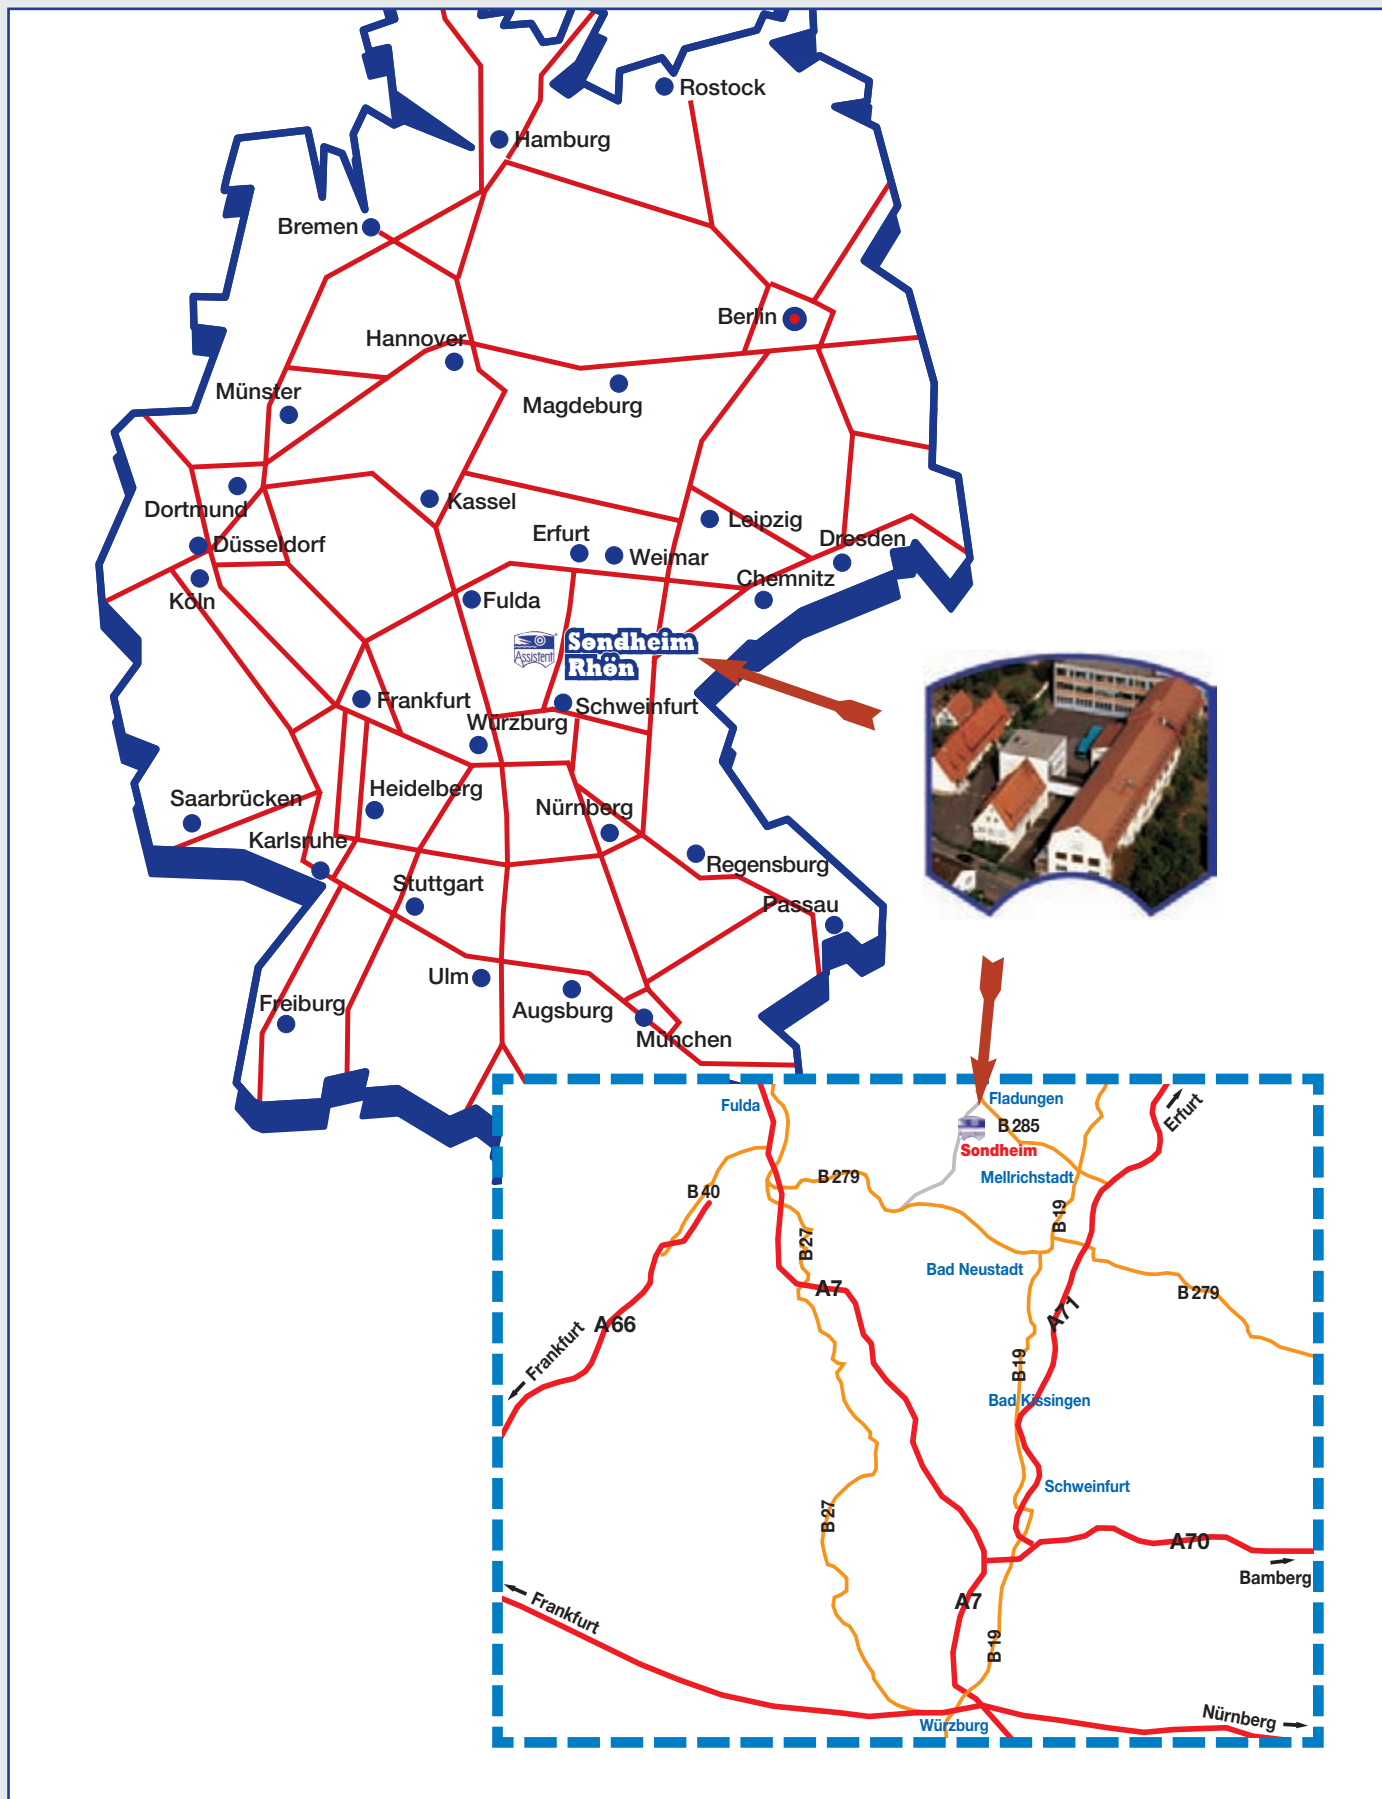 Rostock
Hamburg
Bremen
Berlin
Hannover
Münster
Magdeburg
Kassel
Dortmund
Leipzig
Erfurt
Dresden
Düsseldorf
Weimar
Chemnitz
Köln
Fulda
Assistent
Sondheim
Rhön
Frankfurt
Schweinfurt
Würzburg
Heidelberg
Saarbrücken
Nürnberg
Karlsruhe
Regensburg
Stuttgart
Passau
Ulm
Freiburg
Augsburg
München
Fulda
Fladungen
Erfurt
B 285
Sondheim
Mellrichstadt
B 279
B 40
B 19
B 27
Bad Neustadt
A7
B 279
A71
A 66
Frankfurt
B 19
Bad Kissingen
Schweinfurt
B 27
A70
Bamberg
A7
Frankfurt
B 19
Nürnberg
Würzburg